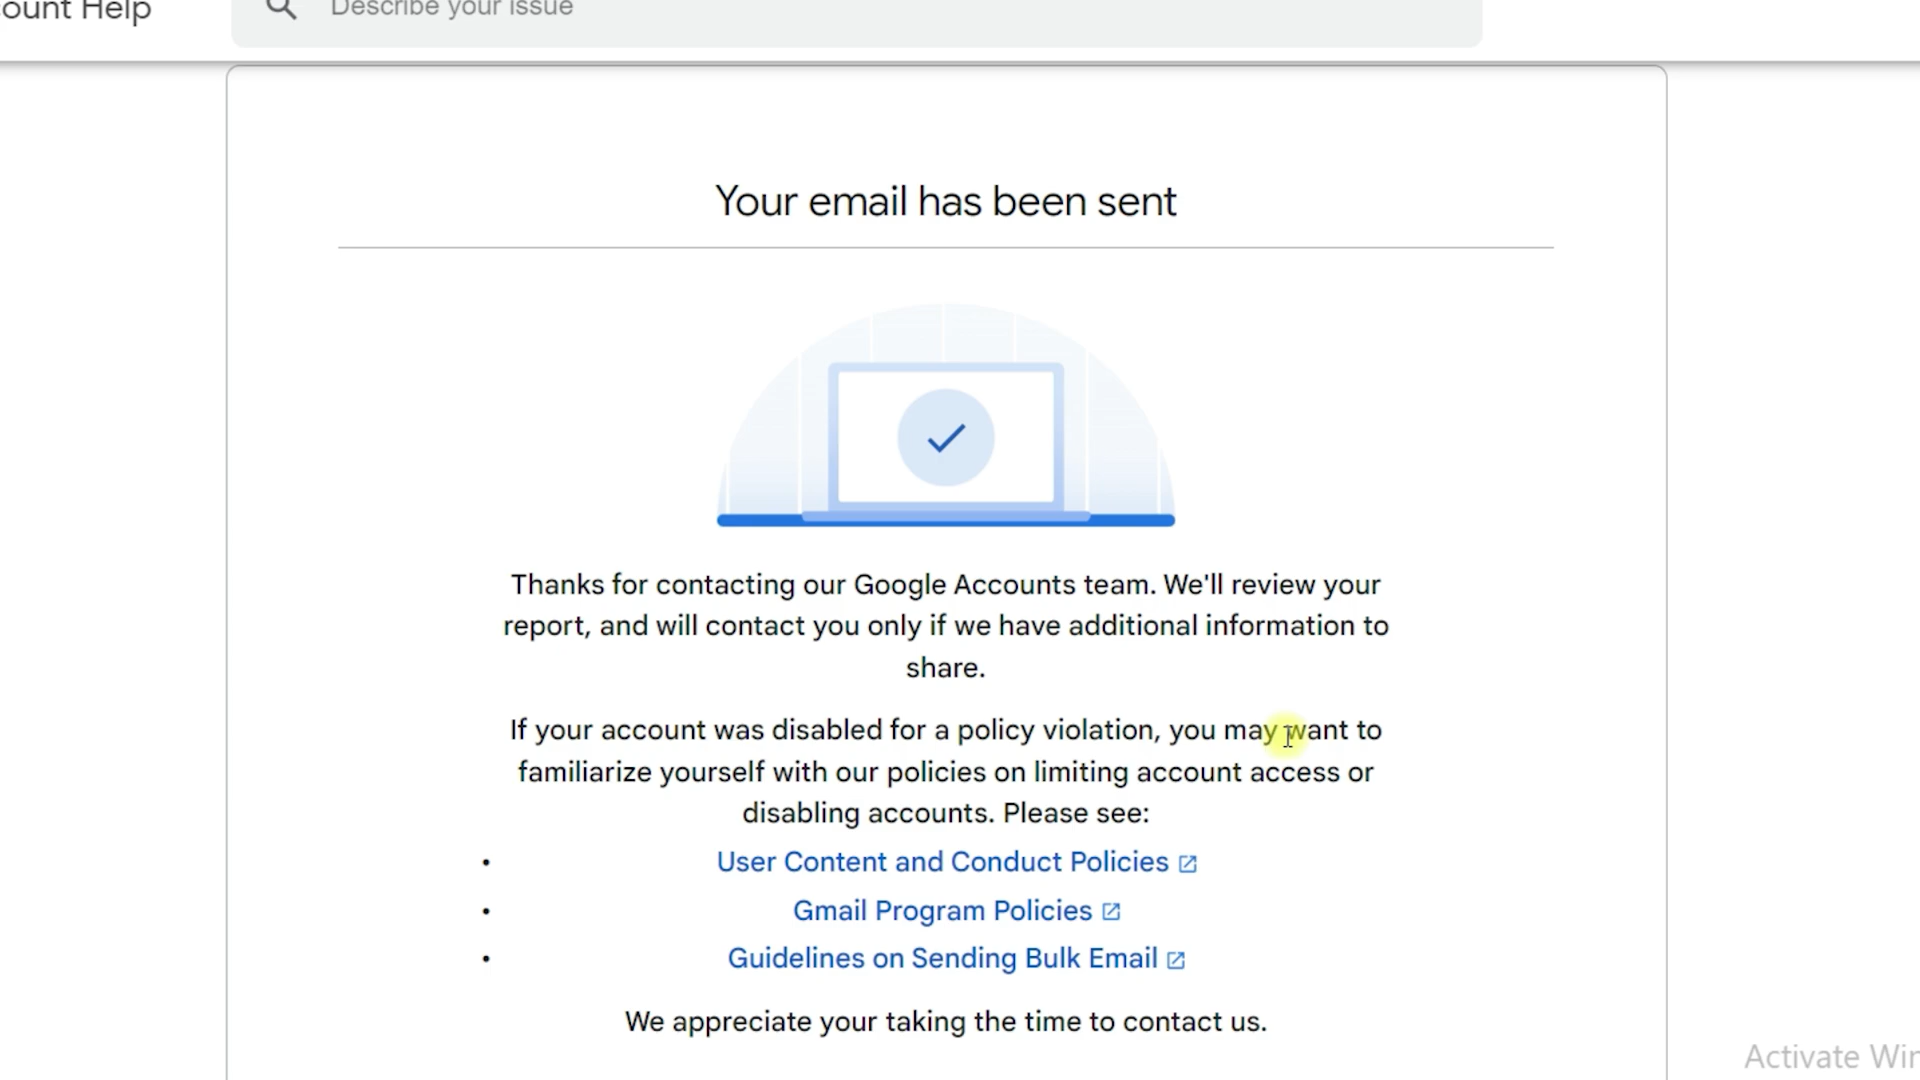 ount Help
Describe your issue
Your email has been sent
Thanks for contacting our Google Accounts team. We'll review your
report, and will contact you only if we have additional information to
share.
If your account was disabled for a policy violation, you may want to
familiarize yourself with our policies on limiting account access or
disabling accounts. Please see:
• User Content and Conduct Policies
• Gmail Program Policies
• Guidelines on Sending Bulk Email
We appreciate your taking the time to contact us.
Activate Win